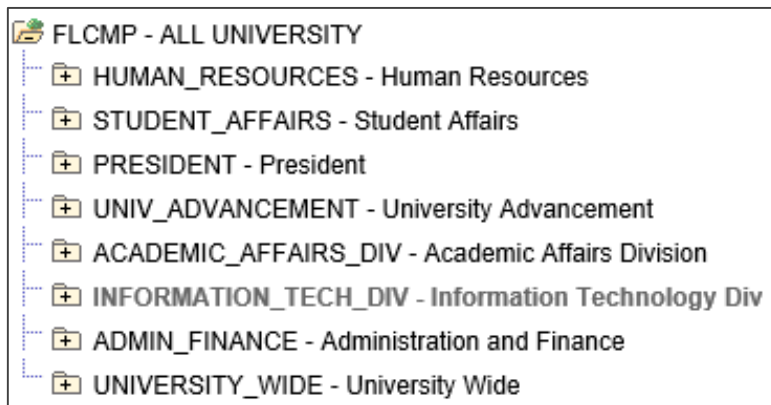 FLCMP - ALL UNIVERSITY
HUMAN_RESOURCES - Human Resources
STUDENT_AFFAIRS - Student Affairs
PRESIDENT - President
UNIV_ADVANCEMENT - University Advancement
ACADEMIC_AFFAIRS_DIV - Academic Affairs Division
INFORMATION_TECH_DIV - Information Technology Div
ADMIN_FINANCE - Administration and Finance
UNIVERSITY_WIDE - University Wide